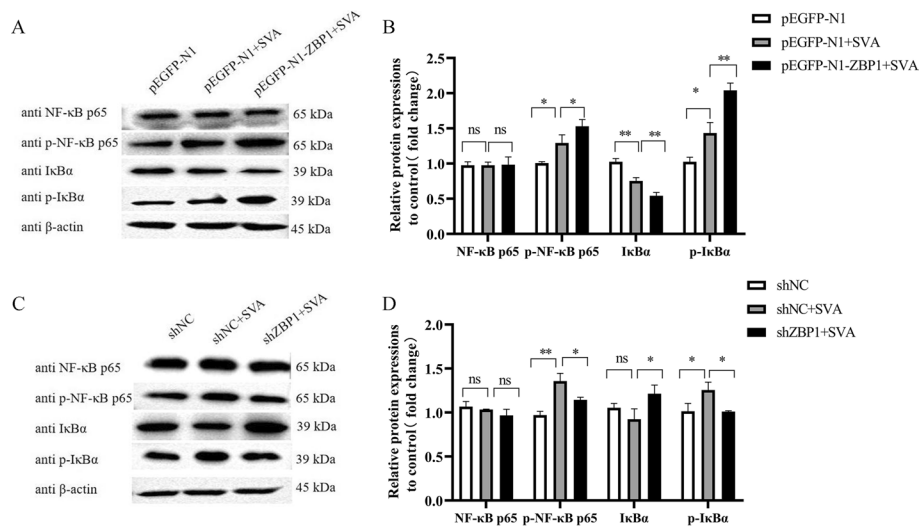 A
pEGFP-N1
pEGFP-N1+SVA
pEGFP-N1-ZBP1+SVA
anti NF-κB p65
65 kDa
anti p-NF-κB p65
65 kDa
anti IκBα
39 kDa
anti p-IκBα
39 kDa
anti β-actin
45 kDa
B
pEGFP-N1
pEGFP-N1+SVA
pEGFP-N1-ZBP1+SVA
Relative protein expressions
to control( fold change)
2.5
2.0
1.5
1.0
0.5
0.0
ns ns
* *
** **
* **
NF-κB p65
p-NF-κB p65
IκBα
p-IκBα
C
shNC
shNC+SVA
shZBP1+SVA
anti NF-κB p65
65 kDa
anti p-NF-κB p65
65 kDa
anti IκBα
39 kDa
anti p-IκBα
39 kDa
anti β-actin
45 kDa
D
shNC
shNC+SVA
shZBP1+SVA
Relative protein expressions
to control( fold change)
2.0
1.5
1.0
0.5
0.0
ns ns
** *
ns *
* *
NF-κB p65
p-NF-κB p65
IκBα
p-IκBα